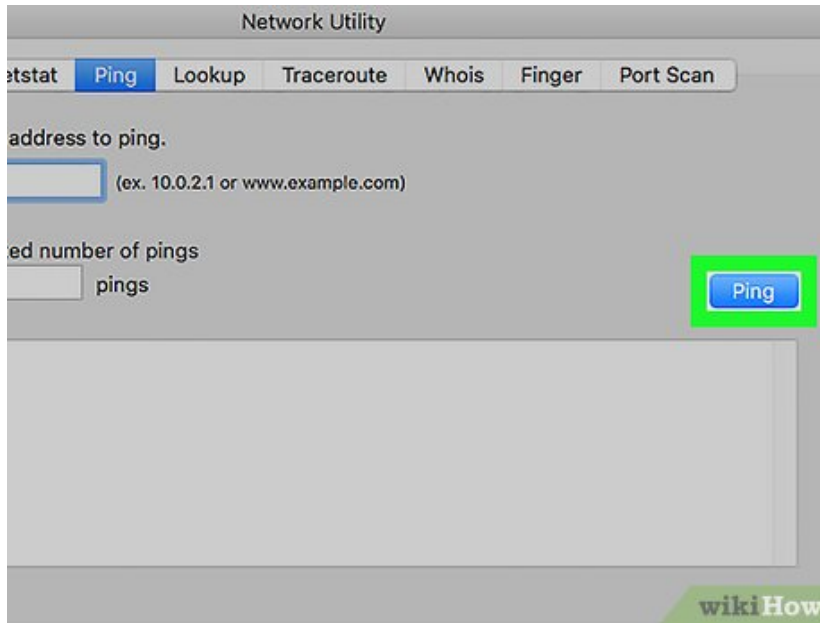 Network Utility
etstat Ping Lookup Traceroute Whois Finger Port Scan
address to ping.
(ex. 10.0.2.1 or www.example.com)
ted number of pings
pings
Ping
wikiHow